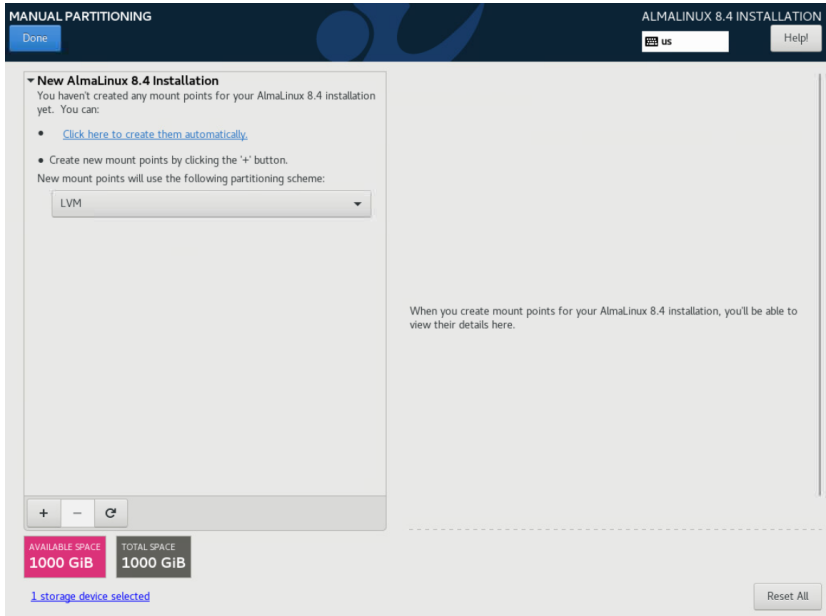 MANUAL PARTITIONING
ALMALINUX 8.4 INSTALLATION
Done
us
Help!
New AlmaLinux 8.4 Installation
You haven't created any mount points for your AlmaLinux 8.4 installation
yet. You can:
• Click here to create them automatically.
• Create new mount points by clicking the '+' button.
New mount points will use the following partitioning scheme:
LVM
When you create mount points for your AlmaLinux 8.4 installation, you'll be able to
view their details here.
+ −
AVAILABLE SPACE
1000 GiB
TOTAL SPACE
1000 GiB
1 storage device selected
Reset All